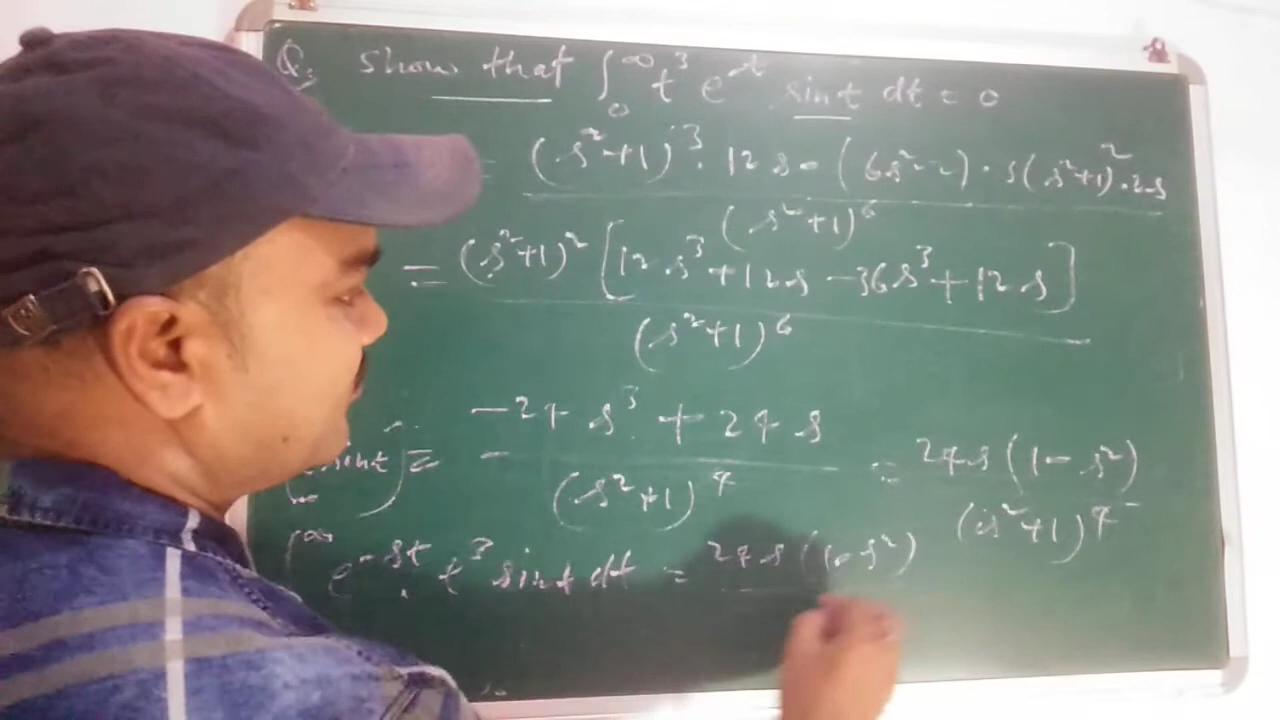 Q. show that ∫₀^∞ t³ e^-t sint dt = 0
= (s²+1)³ . 12s - (6s²-2) . 3(s²+1)² . 2s
(s²+1)⁶
= (s²+1)² [12s³ + 12s - 36s³ + 12s]
(s²+1)⁶
sint) = -24s³ + 24s / (s²+1)⁴ = 24s(1-s²) / (s²+1)⁴
∫^∞ e^-st . t³ sint dt = 24s(1-s²)